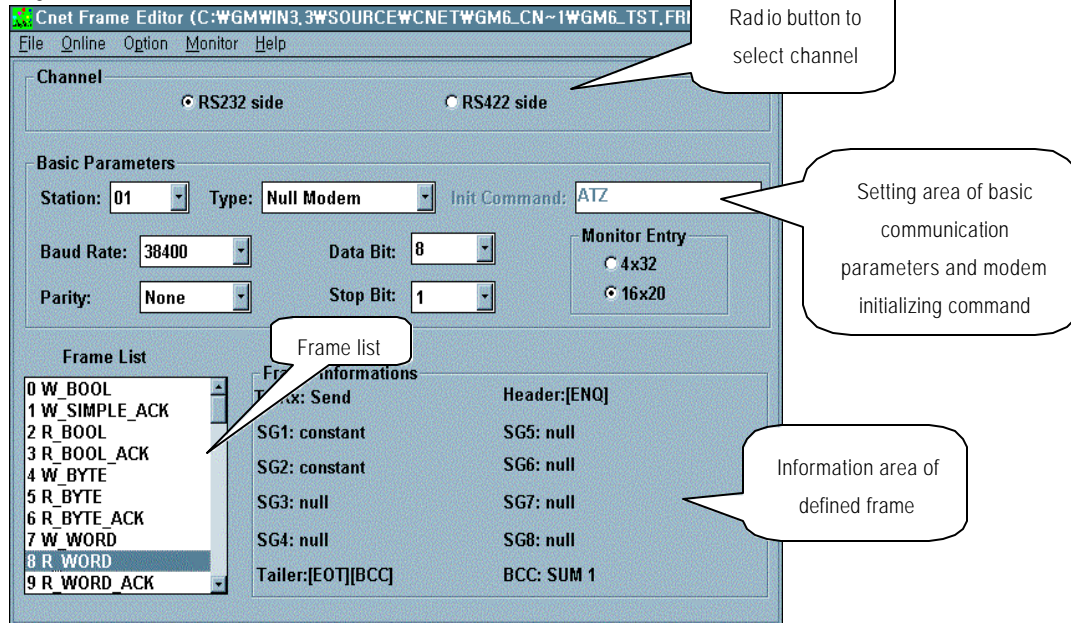 Cnet Frame Editor (C:₩GM₩IN3,3₩SOURCE₩CNET₩GM6_CN~1₩GM6_TST,FR
File Online Option Monitor Help
Radio button to
select channel
Channel
RS232 side RS422 side
Basic Parameters
Station: 01 Type: Null Modem Init Command: ATZ
Baud Rate: 38400 Data Bit: 8
Parity: None Stop Bit: 1
Monitor Entry
4x32
16x20
Setting area of basic
communication
parameters and modem
initializing command
Frame List
Frame list
0 W_BOOL
1 W_SIMPLE_ACK
2 R_BOOL
3 R_BOOL_ACK
4 W_BYTE
5 R_BYTE
6 R_BYTE_ACK
7 W_WORD
8 R_WORD
9 R_WORD_ACK
Informations
Send Header:[ENQ]
SG1: constant SG5: null
SG2: constant SG6: null
SG3: null SG7: null
SG4: null SG8: null
Tailer:[EOT][BCC] BCC: SUM 1
Information area of
defined frame